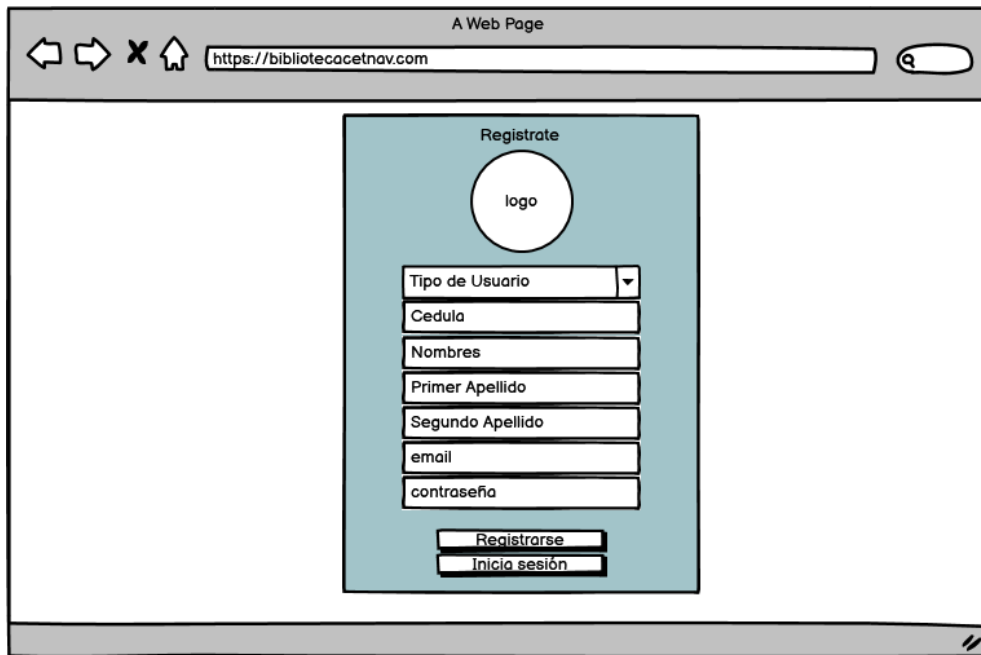 A Web Page
https://bibliotecacetnav.com
Registrate
logo
Tipo de Usuario
Cedula
Nombres
Primer Apellido
Segundo Apellido
email
contraseña
Registrarse
Inicia sesión